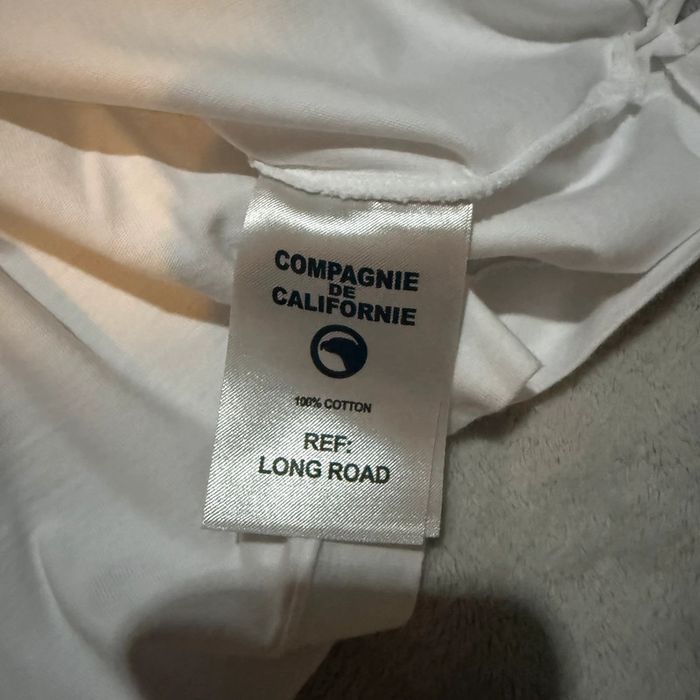 COMPAGNIE
DE
CALIFORNIE
100% COTTON
REF:
LONG ROAD